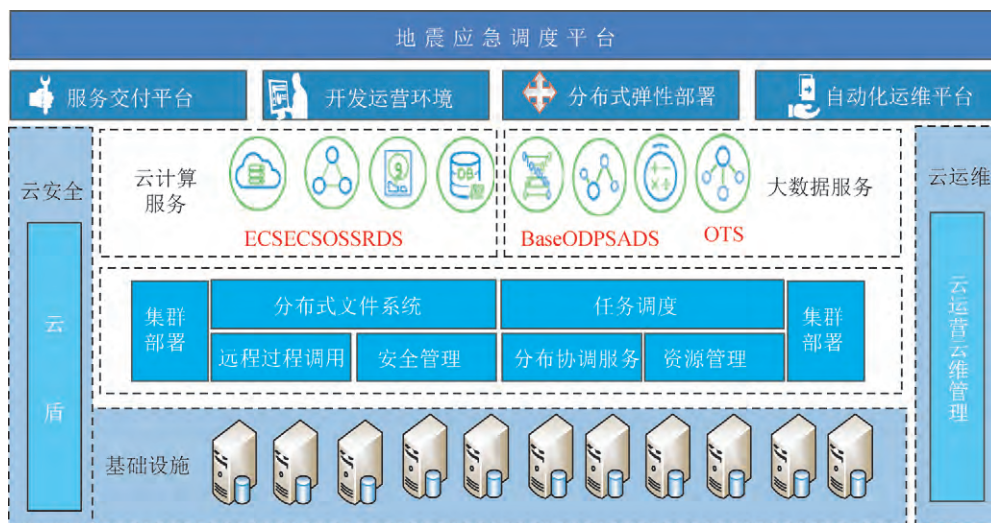 地震应急调度平台
服务交付平台
开发运营环境
分布式弹性部署
自动化运维平台
云安全
云盾
云计算
服务
DB
ECSECSOSSRDS
BaseODPSADS
OTS
大数据服务
云运维
云运营云维管理
集群
部署
分布式文件系统
任务调度
集群
部署
远程过程调用
安全管理
分布协调服务
资源管理
基础设施